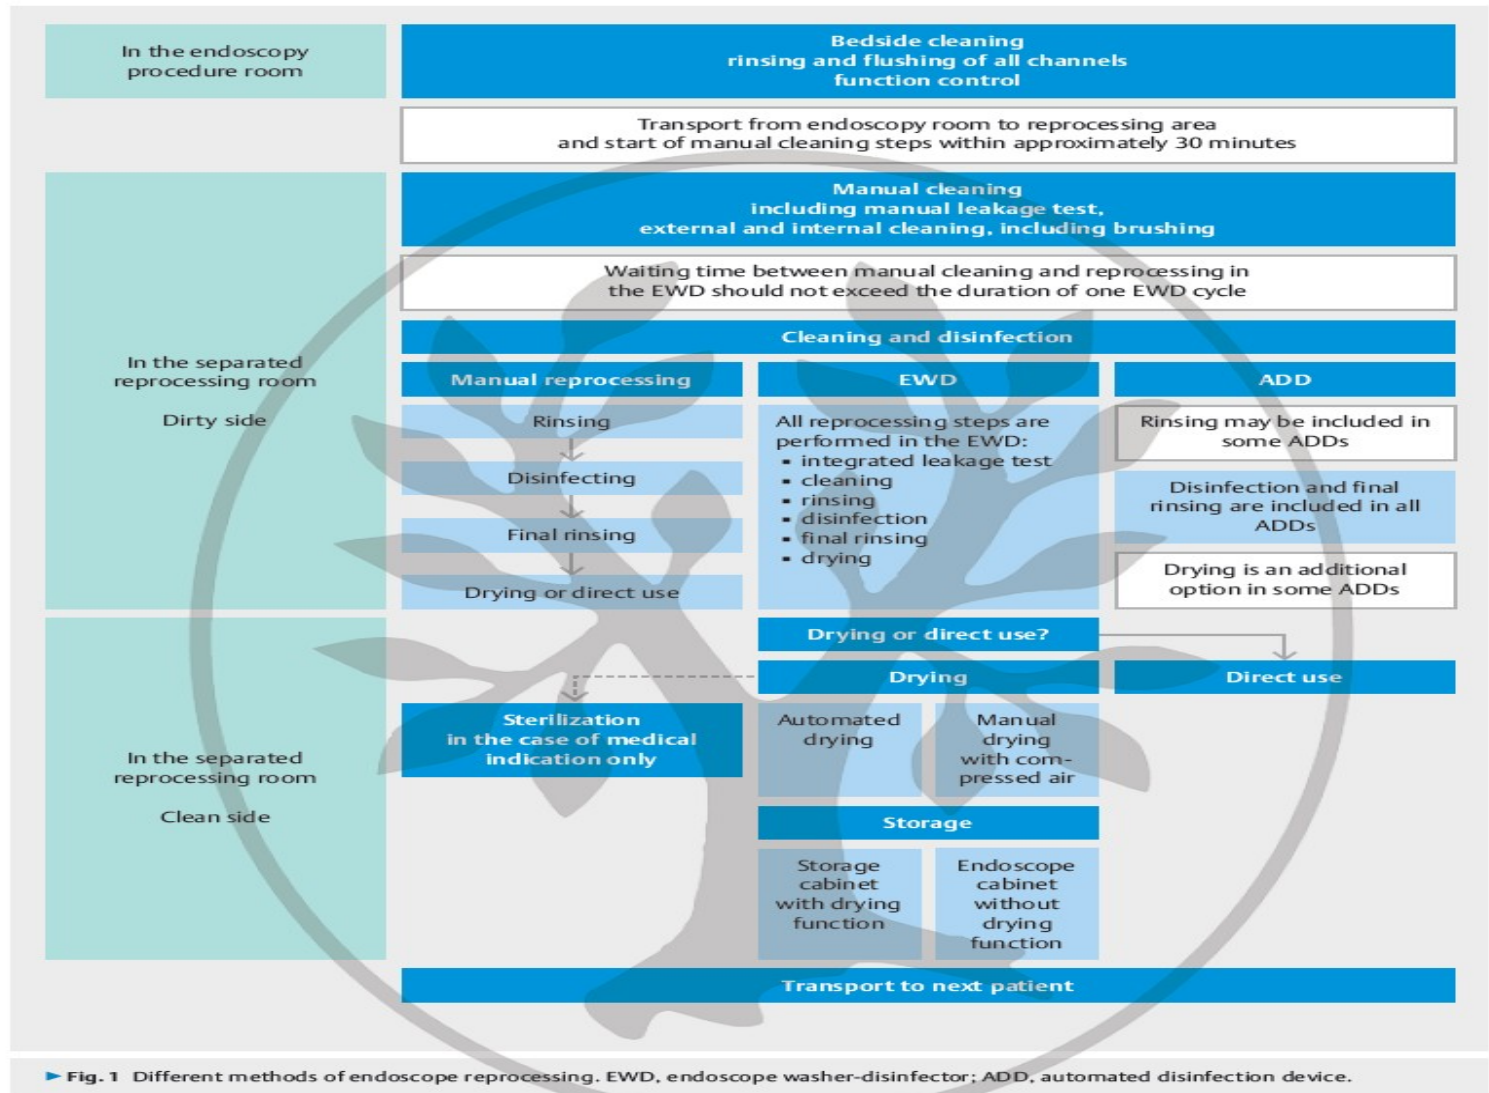 In the endoscopy
procedure room
Bedside cleaning
rinsing and flushing of all channels
function control
Transport from endoscopy room to reprocessing area
and start of manual cleaning steps within approximately 30 minutes
In the separated
reprocessing room
Dirty side
Manual cleaning
including manual leakage test,
external and internal cleaning, including brushing
Waiting time between manual cleaning and reprocessing in
the EWD should not exceed the duration of one EWD cycle
Cleaning and disinfection
Manual reprocessing
Rinsing
Disinfecting
Final rinsing
Drying or direct use
EWD
All reprocessing steps are
performed in the EWD:
▪ integrated leakage test
▪ cleaning
▪ rinsing
▪ disinfection
▪ final rinsing
▪ drying
ADD
Rinsing may be included in
some ADDs
Disinfection and final
rinsing are included in all
ADDs
Drying is an additional
option in some ADDs
In the separated
reprocessing room
Clean side
Drying or direct use?
Drying
Direct use
Sterilization
in the case of medical
indication only
Automated
drying
Manual
drying
with com-
pressed air
Storage
Storage
cabinet
with drying
function
Endoscope
cabinet
without
drying
function
Transport to next patient
► Fig. 1 Different methods of endoscope reprocessing. EWD, endoscope washer-disinfector; ADD, automated disinfection device.